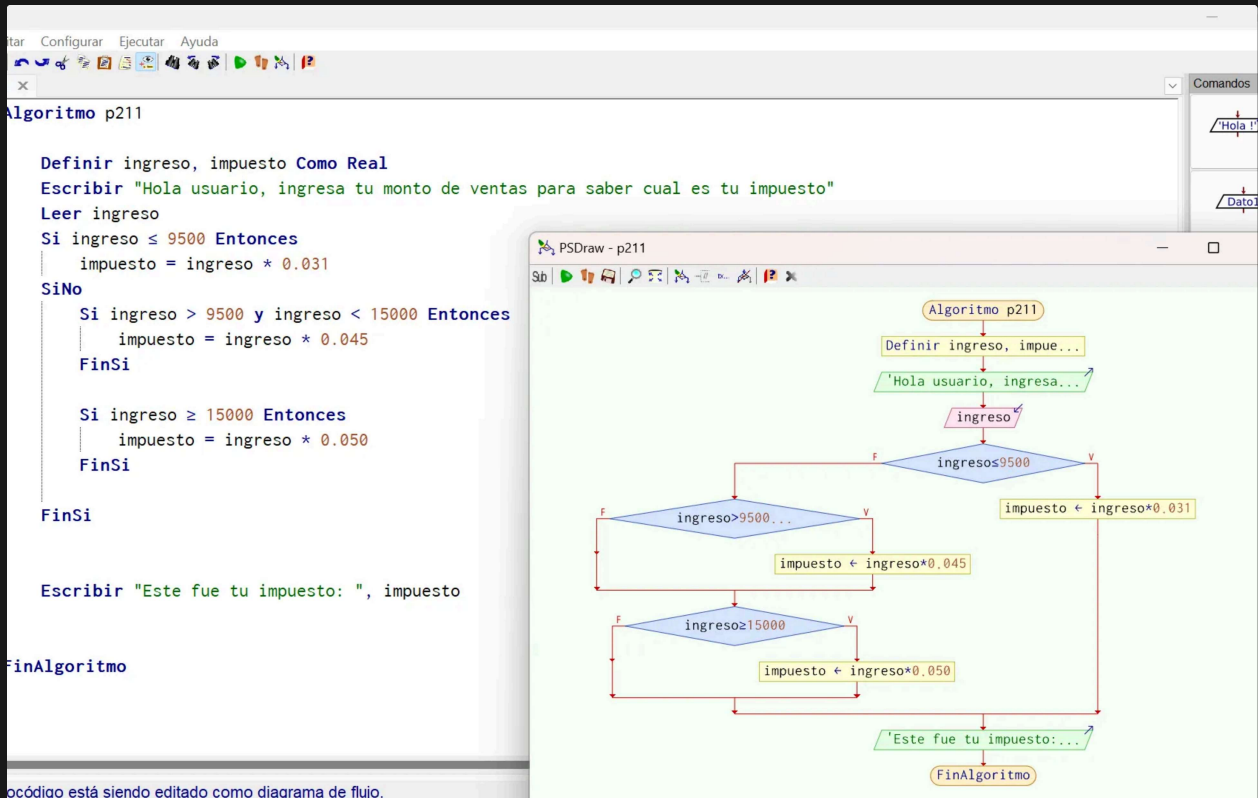 Configurar Ejecutar Ayuda
Comandos
Algoritmo p211
Definir ingreso, impuesto Como Real
Escribir "Hola usuario, ingresa tu monto de ventas para saber cual es tu impuesto"
Leer ingreso
Si ingreso ≤ 9500 Entonces
impuesto = ingreso * 0.031
SiNo
Si ingreso > 9500 y ingreso < 15000 Entonces
impuesto = ingreso * 0.045
FinSi
Si ingreso ≥ 15000 Entonces
impuesto = ingreso * 0.050
FinSi
FinSi
Escribir "Este fue tu impuesto: ", impuesto
FinAlgoritmo
ocódigo está siendo editado como diagrama de flujo.
'Hola !'
Dato1
PSDraw - p211
Sub
Algoritmo p211
Definir ingreso, impue...
'Hola usuario, ingresa...
ingreso
F ingreso≤9500 V
impuesto ← ingreso*0.031
F ingreso>9500... V
impuesto ← ingreso*0.045
F ingreso≥15000 V
impuesto ← ingreso*0.050
'Este fue tu impuesto:...
FinAlgoritmo